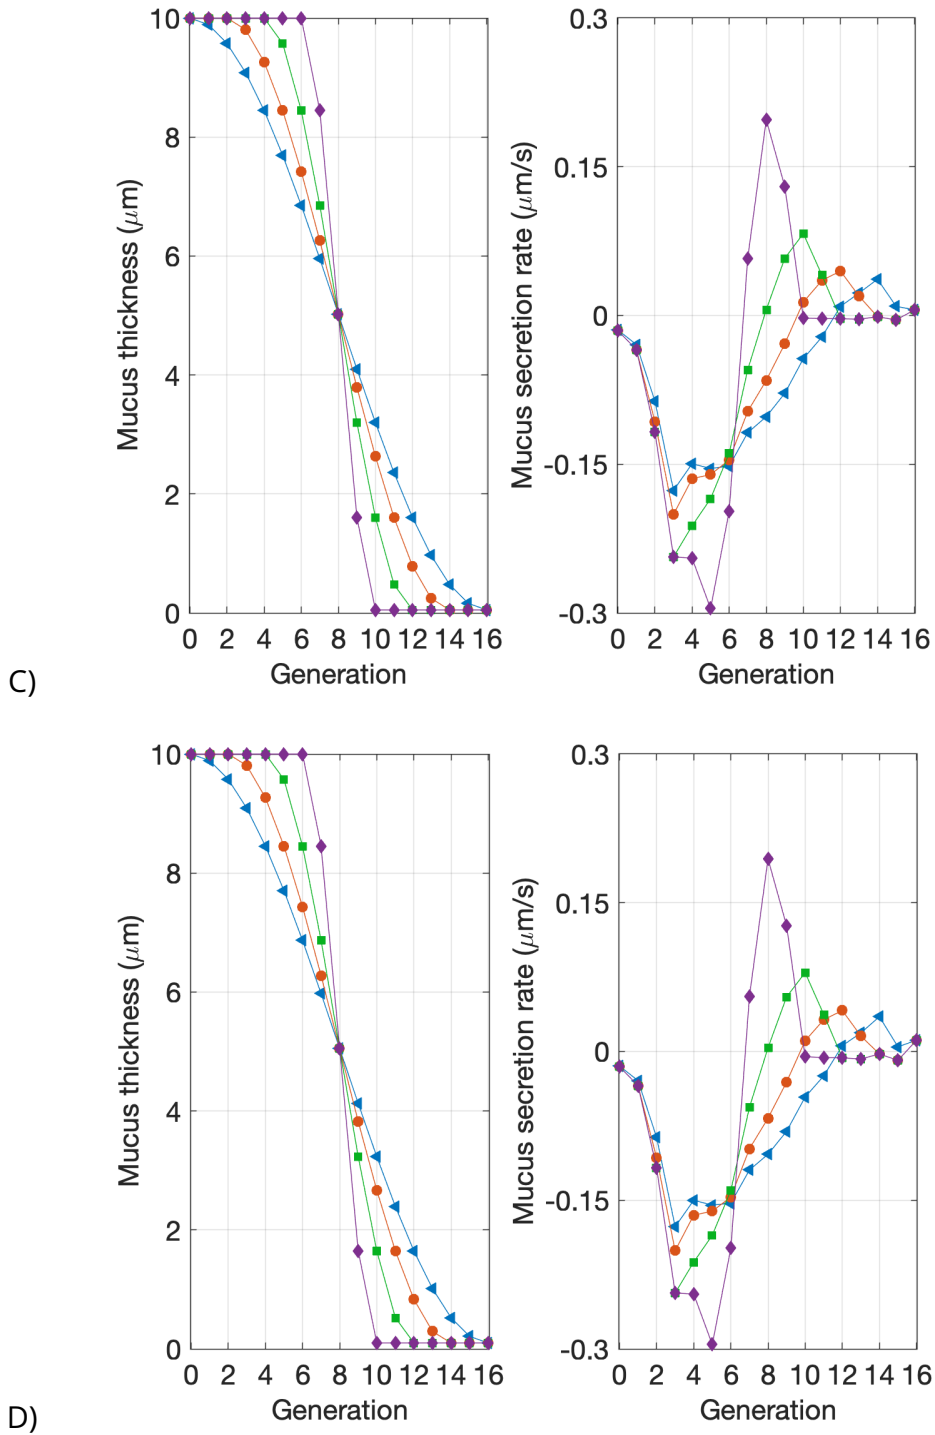 10
8
6
4
2
0
Mucus thickness (μm)
0 2 4 6 8 10 12 14 16
Generation
0.3
0.15
0
-0.15
-0.3
Mucus secretion rate (μm/s)
0 2 4 6 8 10 12 14 16
Generation
C)
10
8
6
4
2
0
Mucus thickness (μm)
0 2 4 6 8 10 12 14 16
Generation
0.3
0.15
0
-0.15
-0.3
Mucus secretion rate (μm/s)
0 2 4 6 8 10 12 14 16
Generation
D)